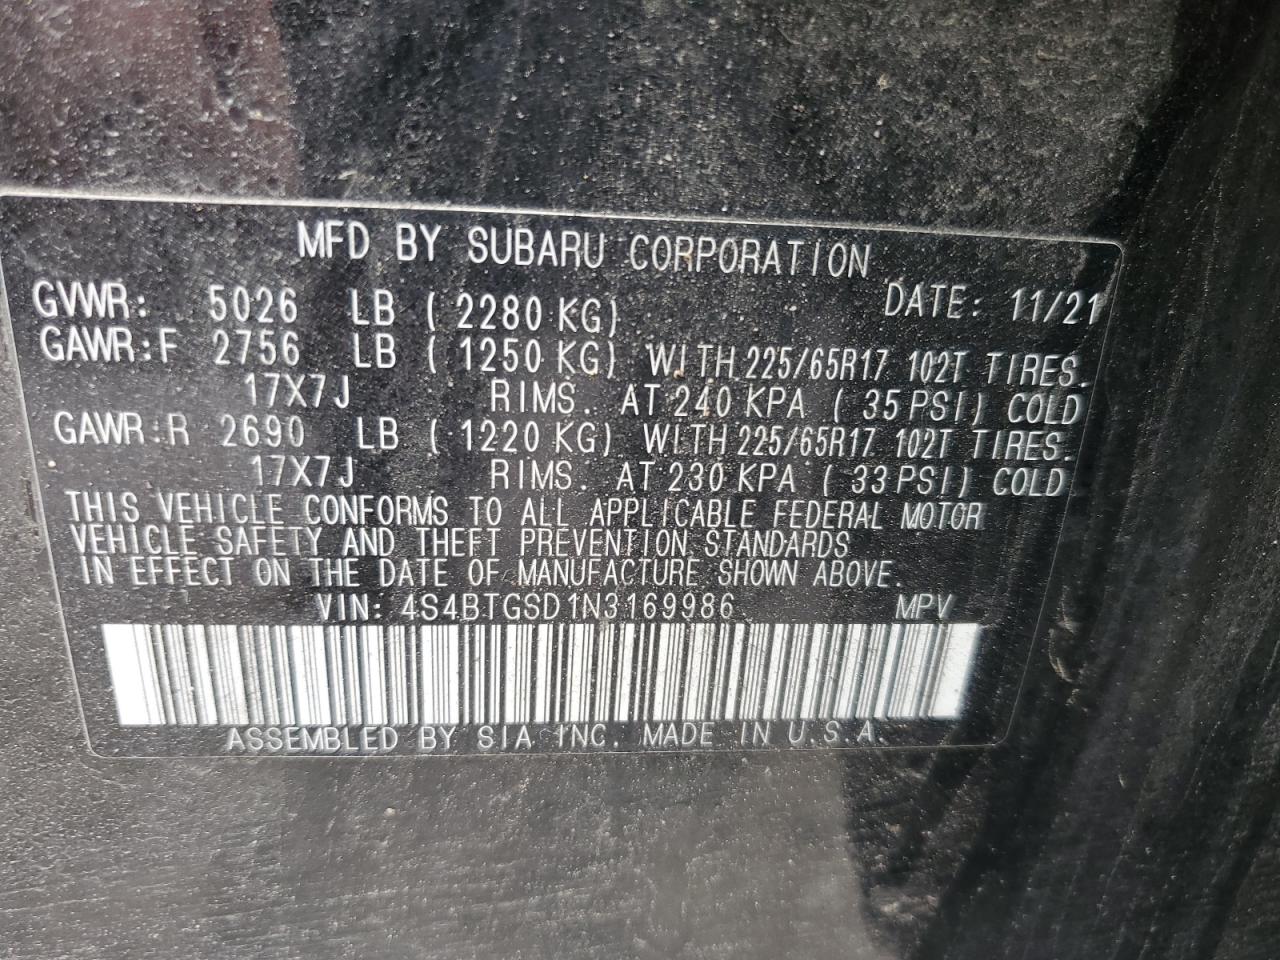 MFD BY SUBARU CORPORATION
GVWR: 5026 LB ( 2280 KG) DATE: 11/21
GAWR:F 2756 LB ( 1250 KG) WITH 225/65R17 102T TIRES.
17X7J RIMS. AT 240 KPA ( 35 PSI) COLD
GAWR:R 2690 LB ( 1220 KG) WITH 225/65R17 102T TIRES.
17X7J RIMS. AT 230 KPA ( 33 PSI) COLD
THIS VEHICLE CONFORMS TO ALL APPLICABLE FEDERAL MOTOR
VEHICLE SAFETY AND THEFT PREVENTION STANDARDS
IN EFFECT ON THE DATE OF MANUFACTURE SHOWN ABOVE.
VIN: 4S4BTGSD1N3169986 MPV
ASSEMBLED BY SIA INC. MADE IN U.S.A.